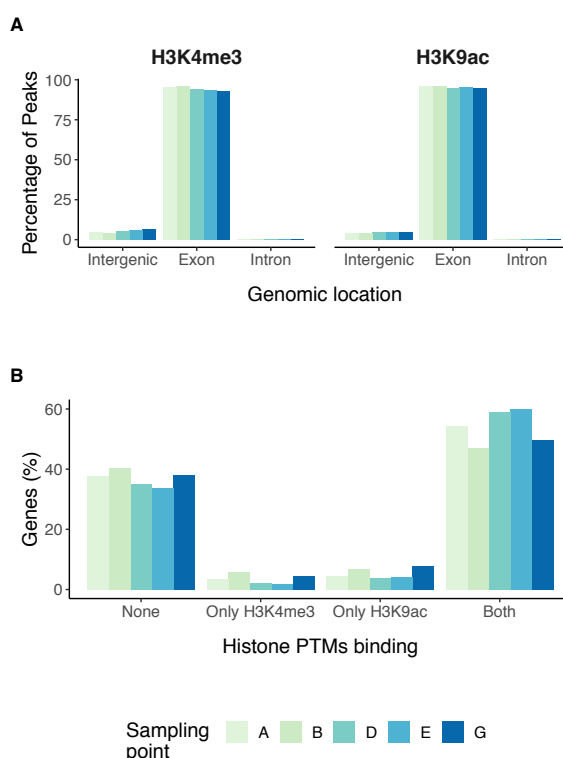 A
H3K4me3 H3K9ac
Percentage of Peaks
100
75
50
25
0
Intergenic Exon Intron Intergenic Exon Intron
Genomic location
B
Genes (%)
60
40
20
0
None Only H3K4me3 Only H3K9ac Both
Histone PTMs binding
Sampling
point
A B D E G